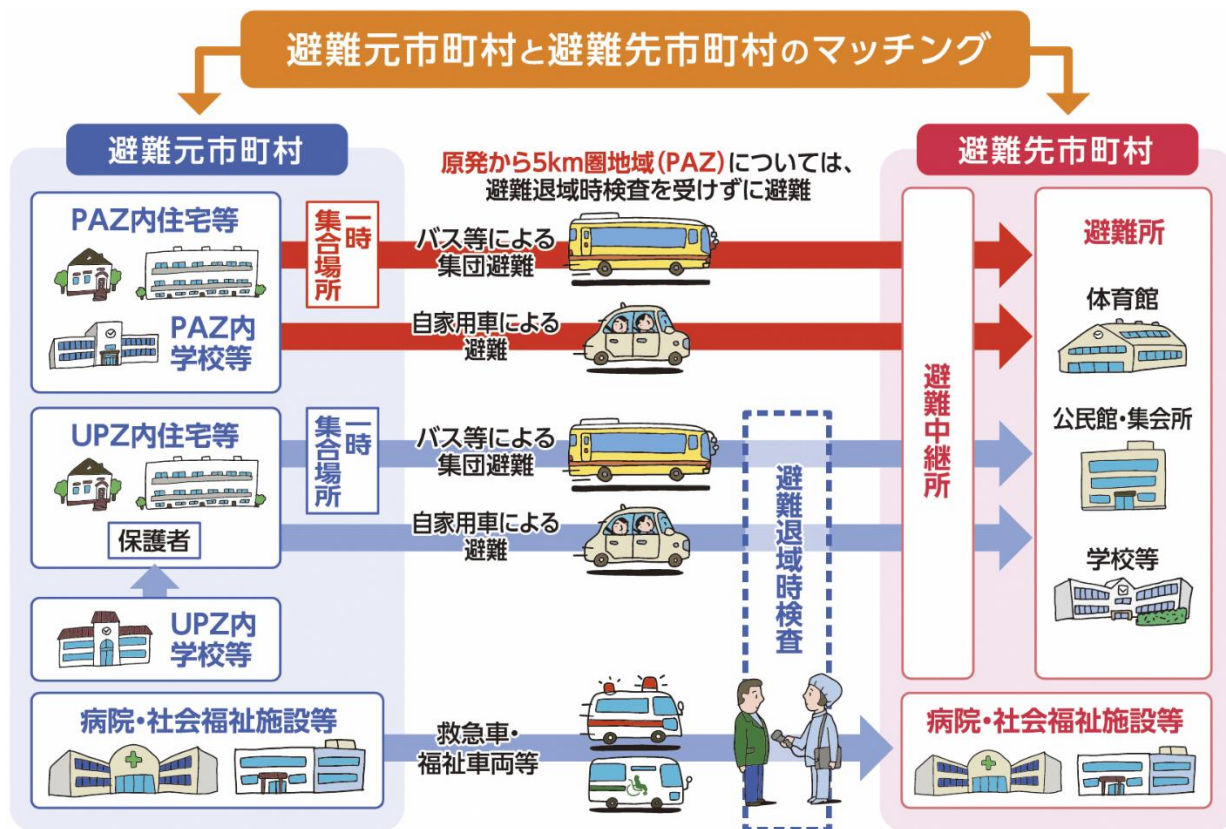 避難元市町村と避難先市町村のマッチング
避難元市町村
避難先市町村
原発から5km圏地域(PAZ)については、
避難退域時検査を受けずに避難
PAZ内住宅等
一時
集合場所
バス等による
集団避難
PAZ内
学校等
自家用車による
避難
UPZ内住宅等
保護者
一時
集合場所
バス等による
集団避難
自家用車による
避難
UPZ内
学校等
避難退域時検査
病院・社会福祉施設等
救急車・
福祉車両等
避難中継所
避難所
体育館
公民館・集会所
学校等
病院・社会福祉施設等